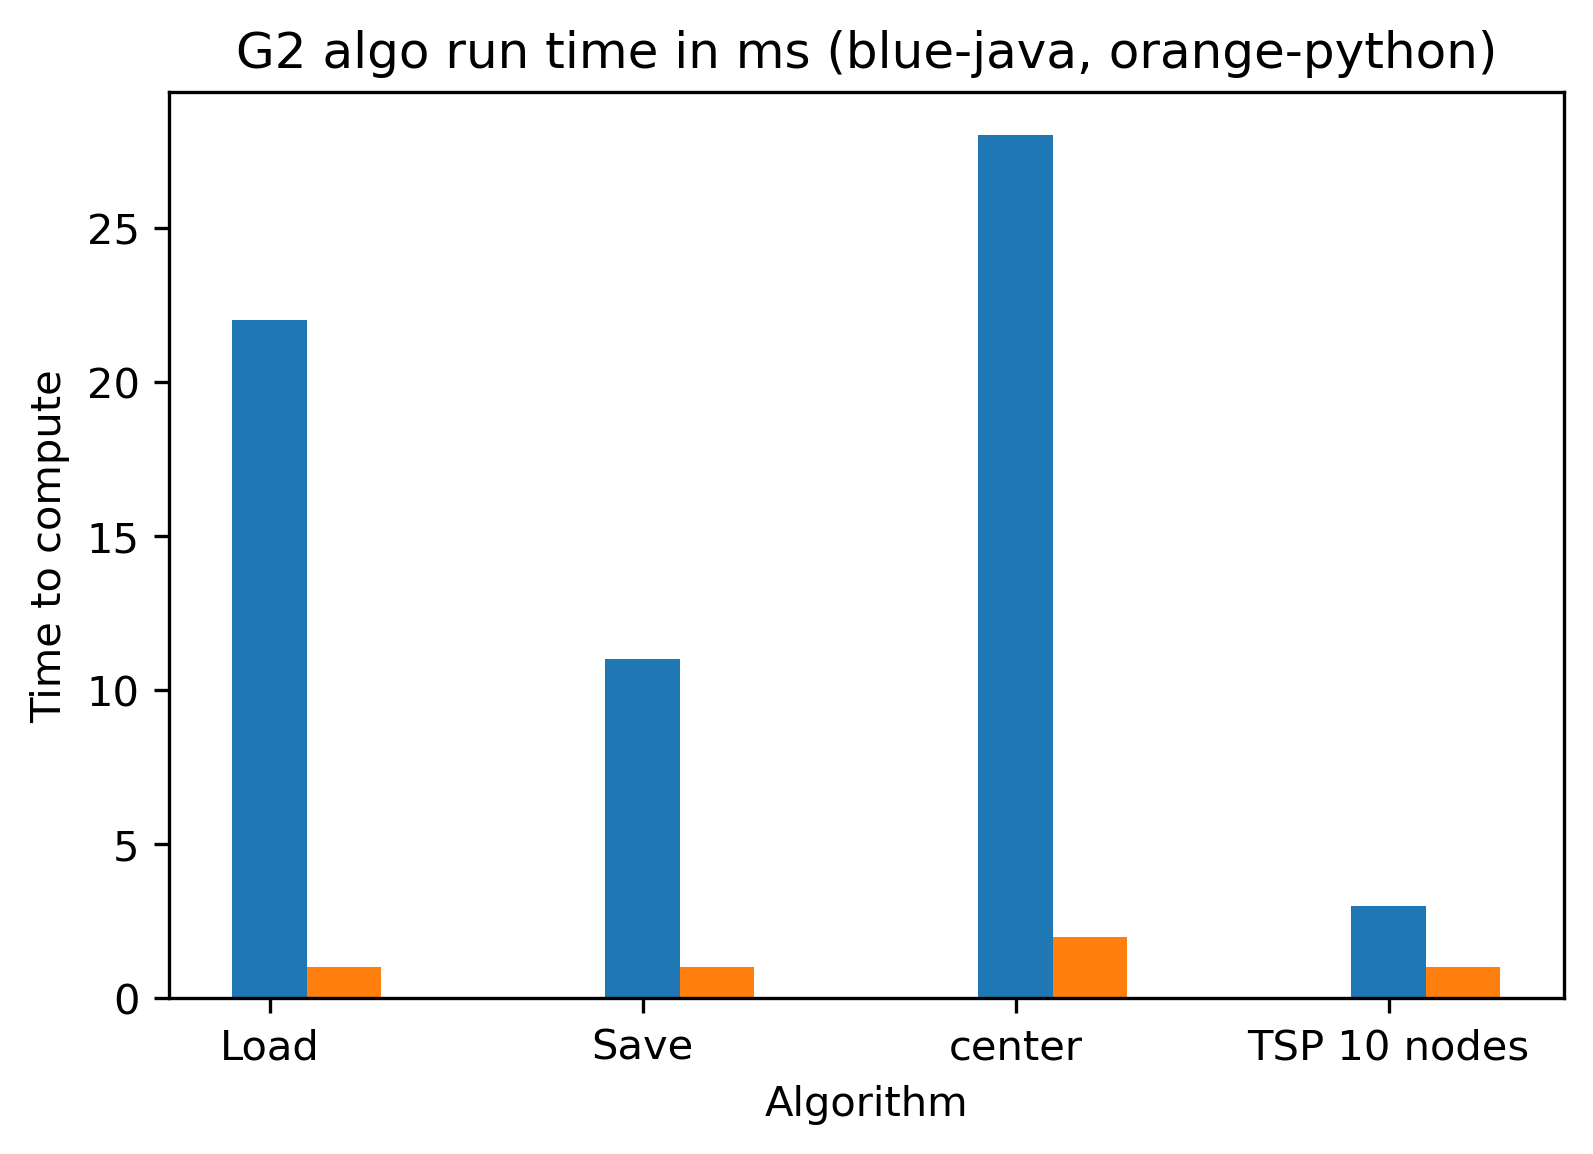 G2 algo run time in ms (blue-java, orange-python)
25
20
15
10
5
0
Time to compute
Load Save center TSP 10 nodes
Algorithm